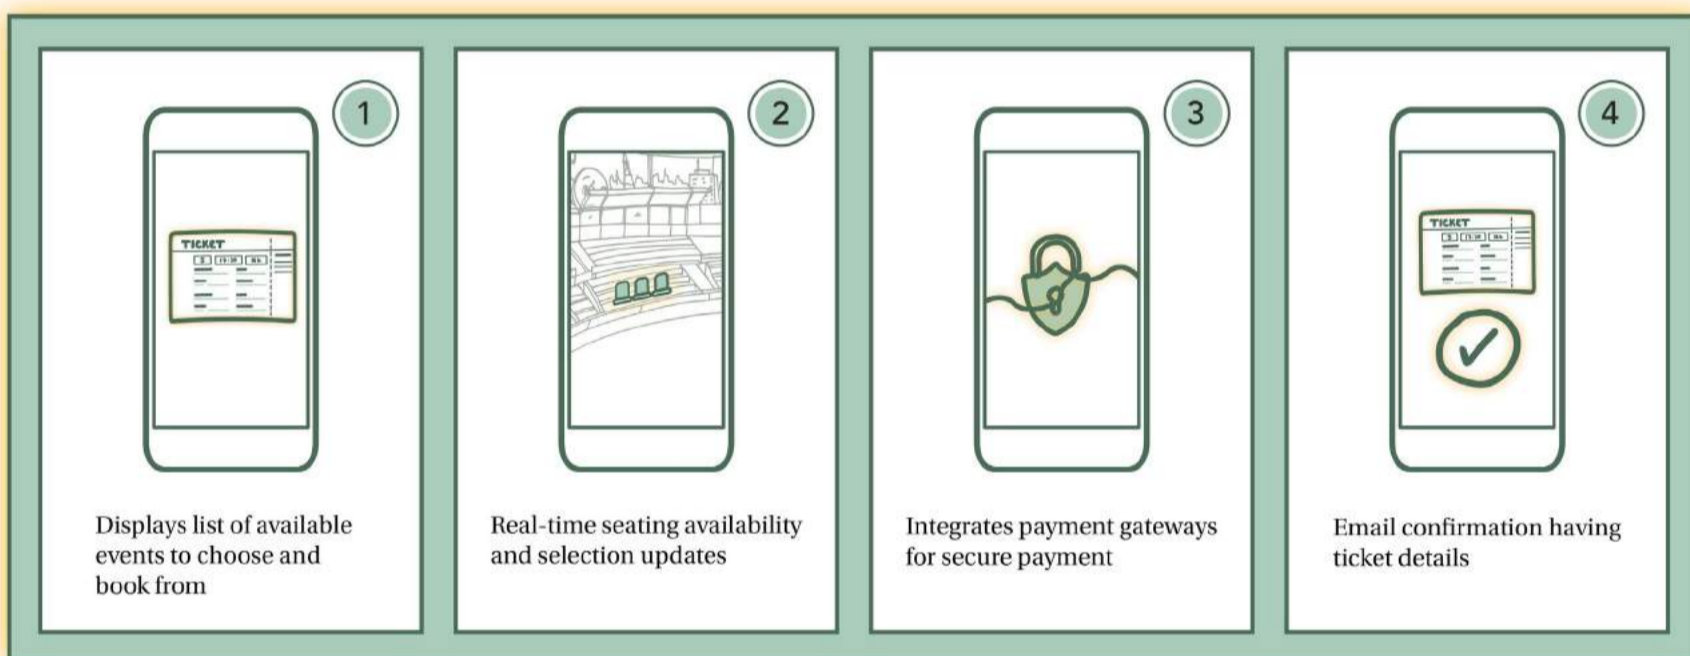 1
TICKET
Displays list of available
events to choose and
book from
2
Real-time seating availability
and selection updates
3
Integrates payment gateways
for secure payment
4
TICKET
Email confirmation having
ticket details